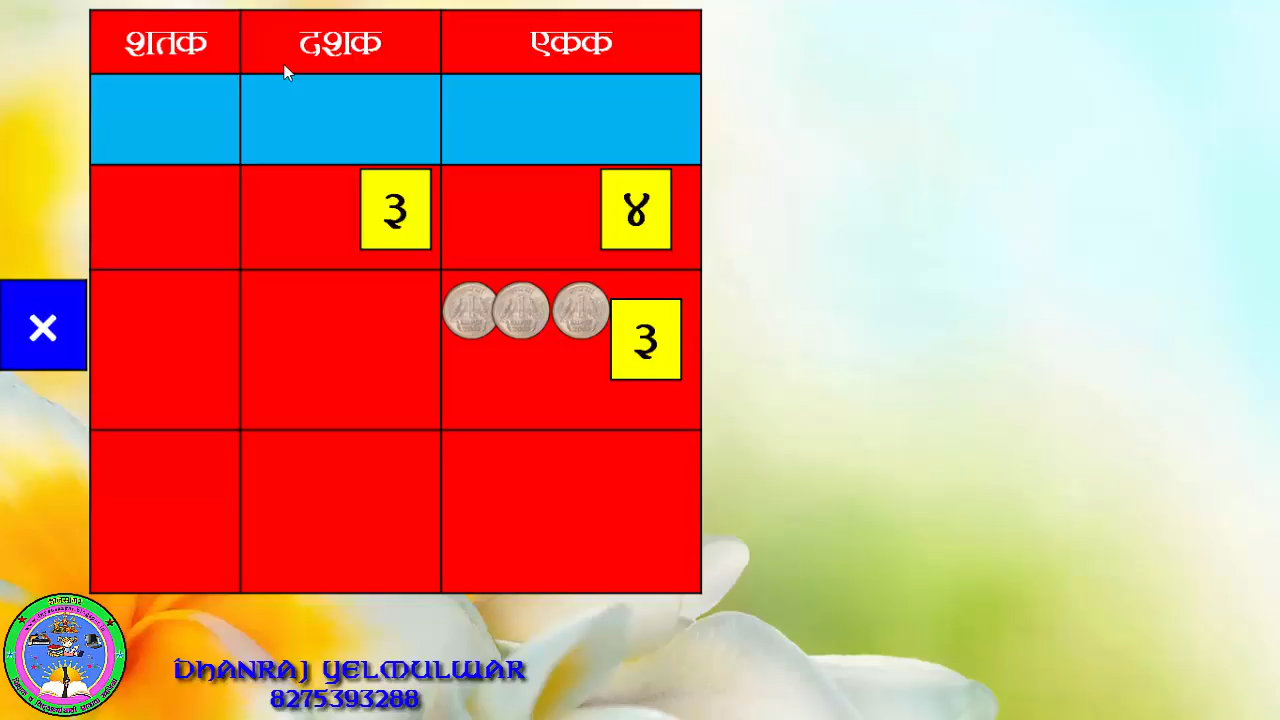 शतक दशक एकक
३ ४
×
३
DHANRAJ YELMULWAR
8275393288